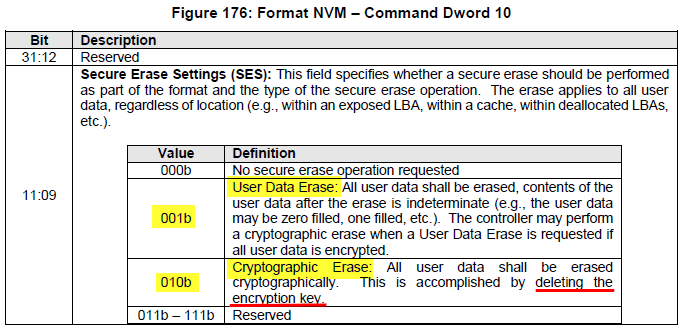 Figure 176: Format NVM – Command Dword 10
Bit Description
31:12 Reserved
Secure Erase Settings (SES): This field specifies whether a secure erase should be performed
as part of the format and the type of the secure erase operation. The erase applies to all user
data, regardless of location (e.g., within an exposed LBA, within a cache, within deallocated LBAs,
etc.).
Value Definition
000b No secure erase operation requested
11:09
001b
User Data Erase: All user data shall be erased, contents of the
user data after the erase is indeterminate (e.g., the user data
may be zero filled, one filled, etc.). The controller may perform
a cryptographic erase when a User Data Erase is requested if
all user data is encrypted.
010b
Cryptographic Erase: All user data shall be erased
cryptographically. This is accomplished by deleting the
encryption key.
011b – 111b Reserved